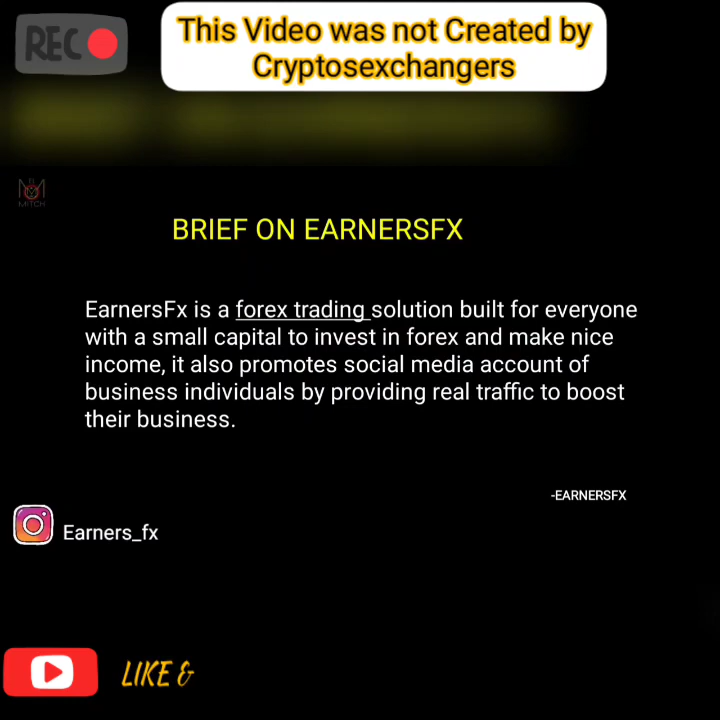 REC
This Video was not Created by
Cryptosexchangers
MITCH
BRIEF ON EARNERSFX
EarnersFx is a forex trading solution built for everyone
with a small capital to invest in forex and make nice
income, it also promotes social media account of
business individuals by providing real traffic to boost
their business.
-EARNERSFX
Earners_fx
LIKE &